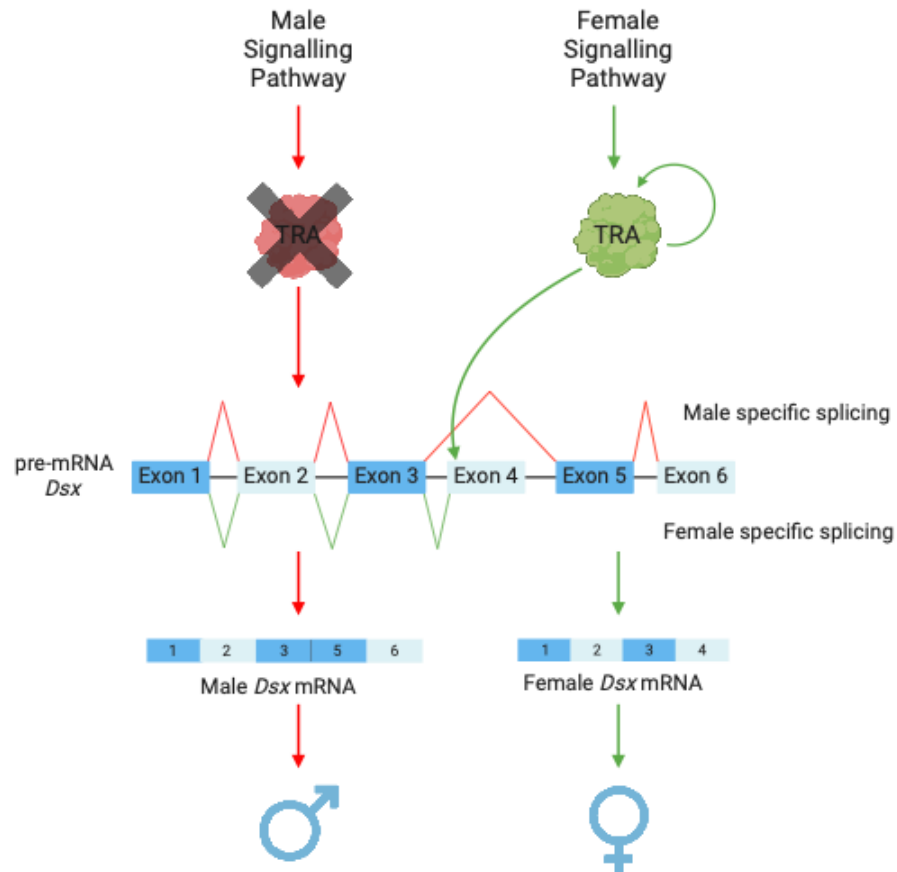 Male
Signalling
Pathway
Female
Signalling
Pathway
TRA
TRA
Male specific splicing
pre-mRNA
Dsx
Exon 1
Exon 2
Exon 3
Exon 4
Exon 5
Exon 6
Female specific splicing
1 2 3 5 6
Male Dsx mRNA
1 2 3 4
Female Dsx mRNA